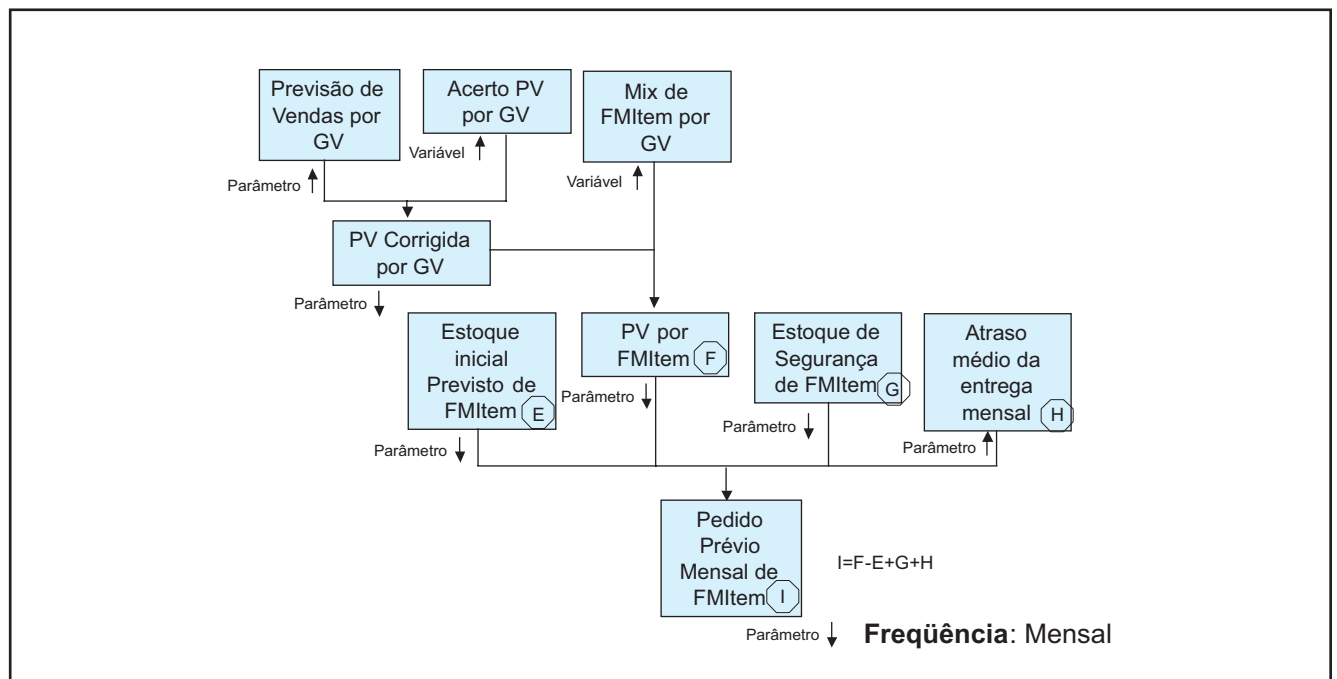 Previsão de
Vendas por
GV
Acerto PV
por GV
Mix de
FMItem por
GV
Parâmetro
Variável
Variável
PV Corrigida
por GV
Parâmetro
Estoque
inicial
Previsto de
FMItem E
PV por
FMItem F
Estoque de
Segurança
de FMItem G
Atraso
médio da
entrega
mensal H
Parâmetro
Parâmetro
Parâmetro
Parâmetro
Pedido
Prévio
Mensal de
FMItem I
I=F-E+G+H
Parâmetro
Freqüência: Mensal